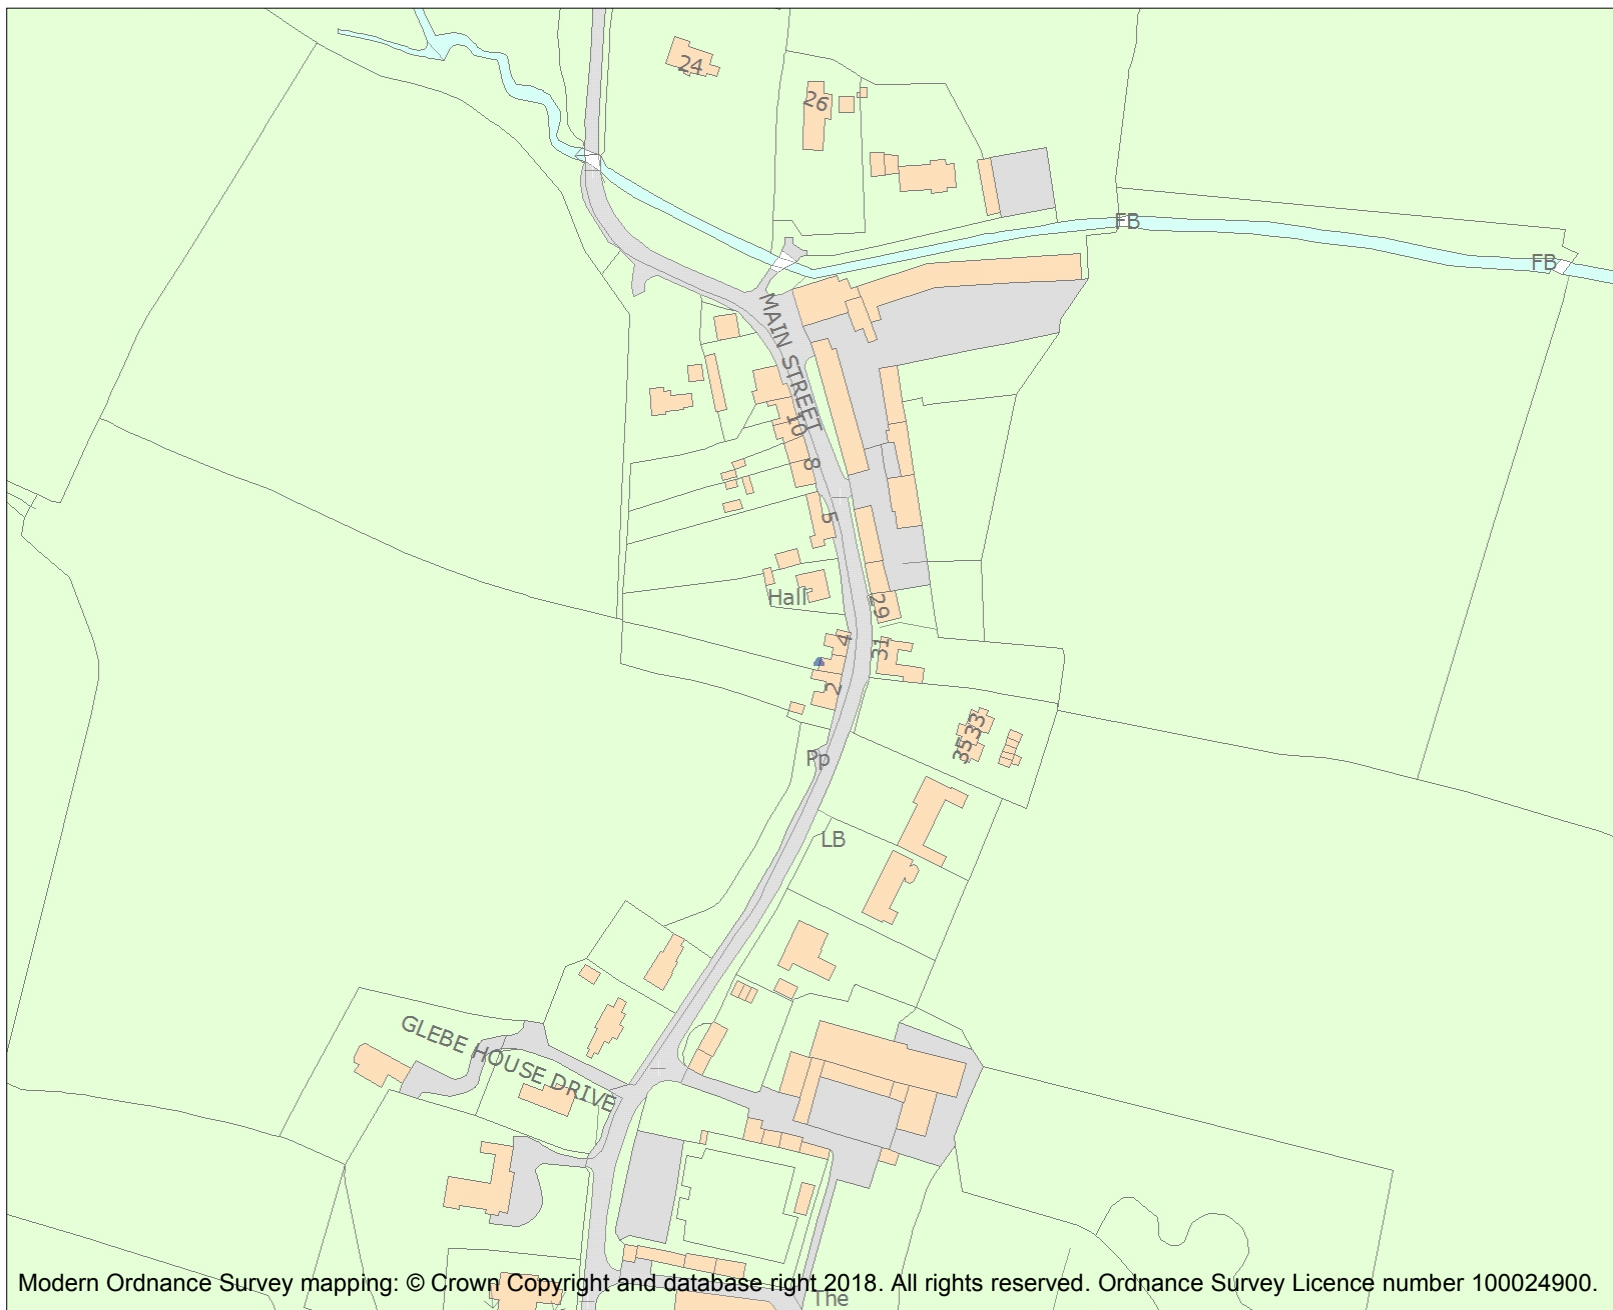 24
26
FB
FB
MAIN STREET
10
8
5
Hall
29
4
31
2
33
35
Pp
LB
GLEBE HOUSE DRIVE
Modern Ordnance Survey mapping: © Crown Copyright and database right 2018. All rights reserved. Ordnance Survey Licence number 100024900.
The